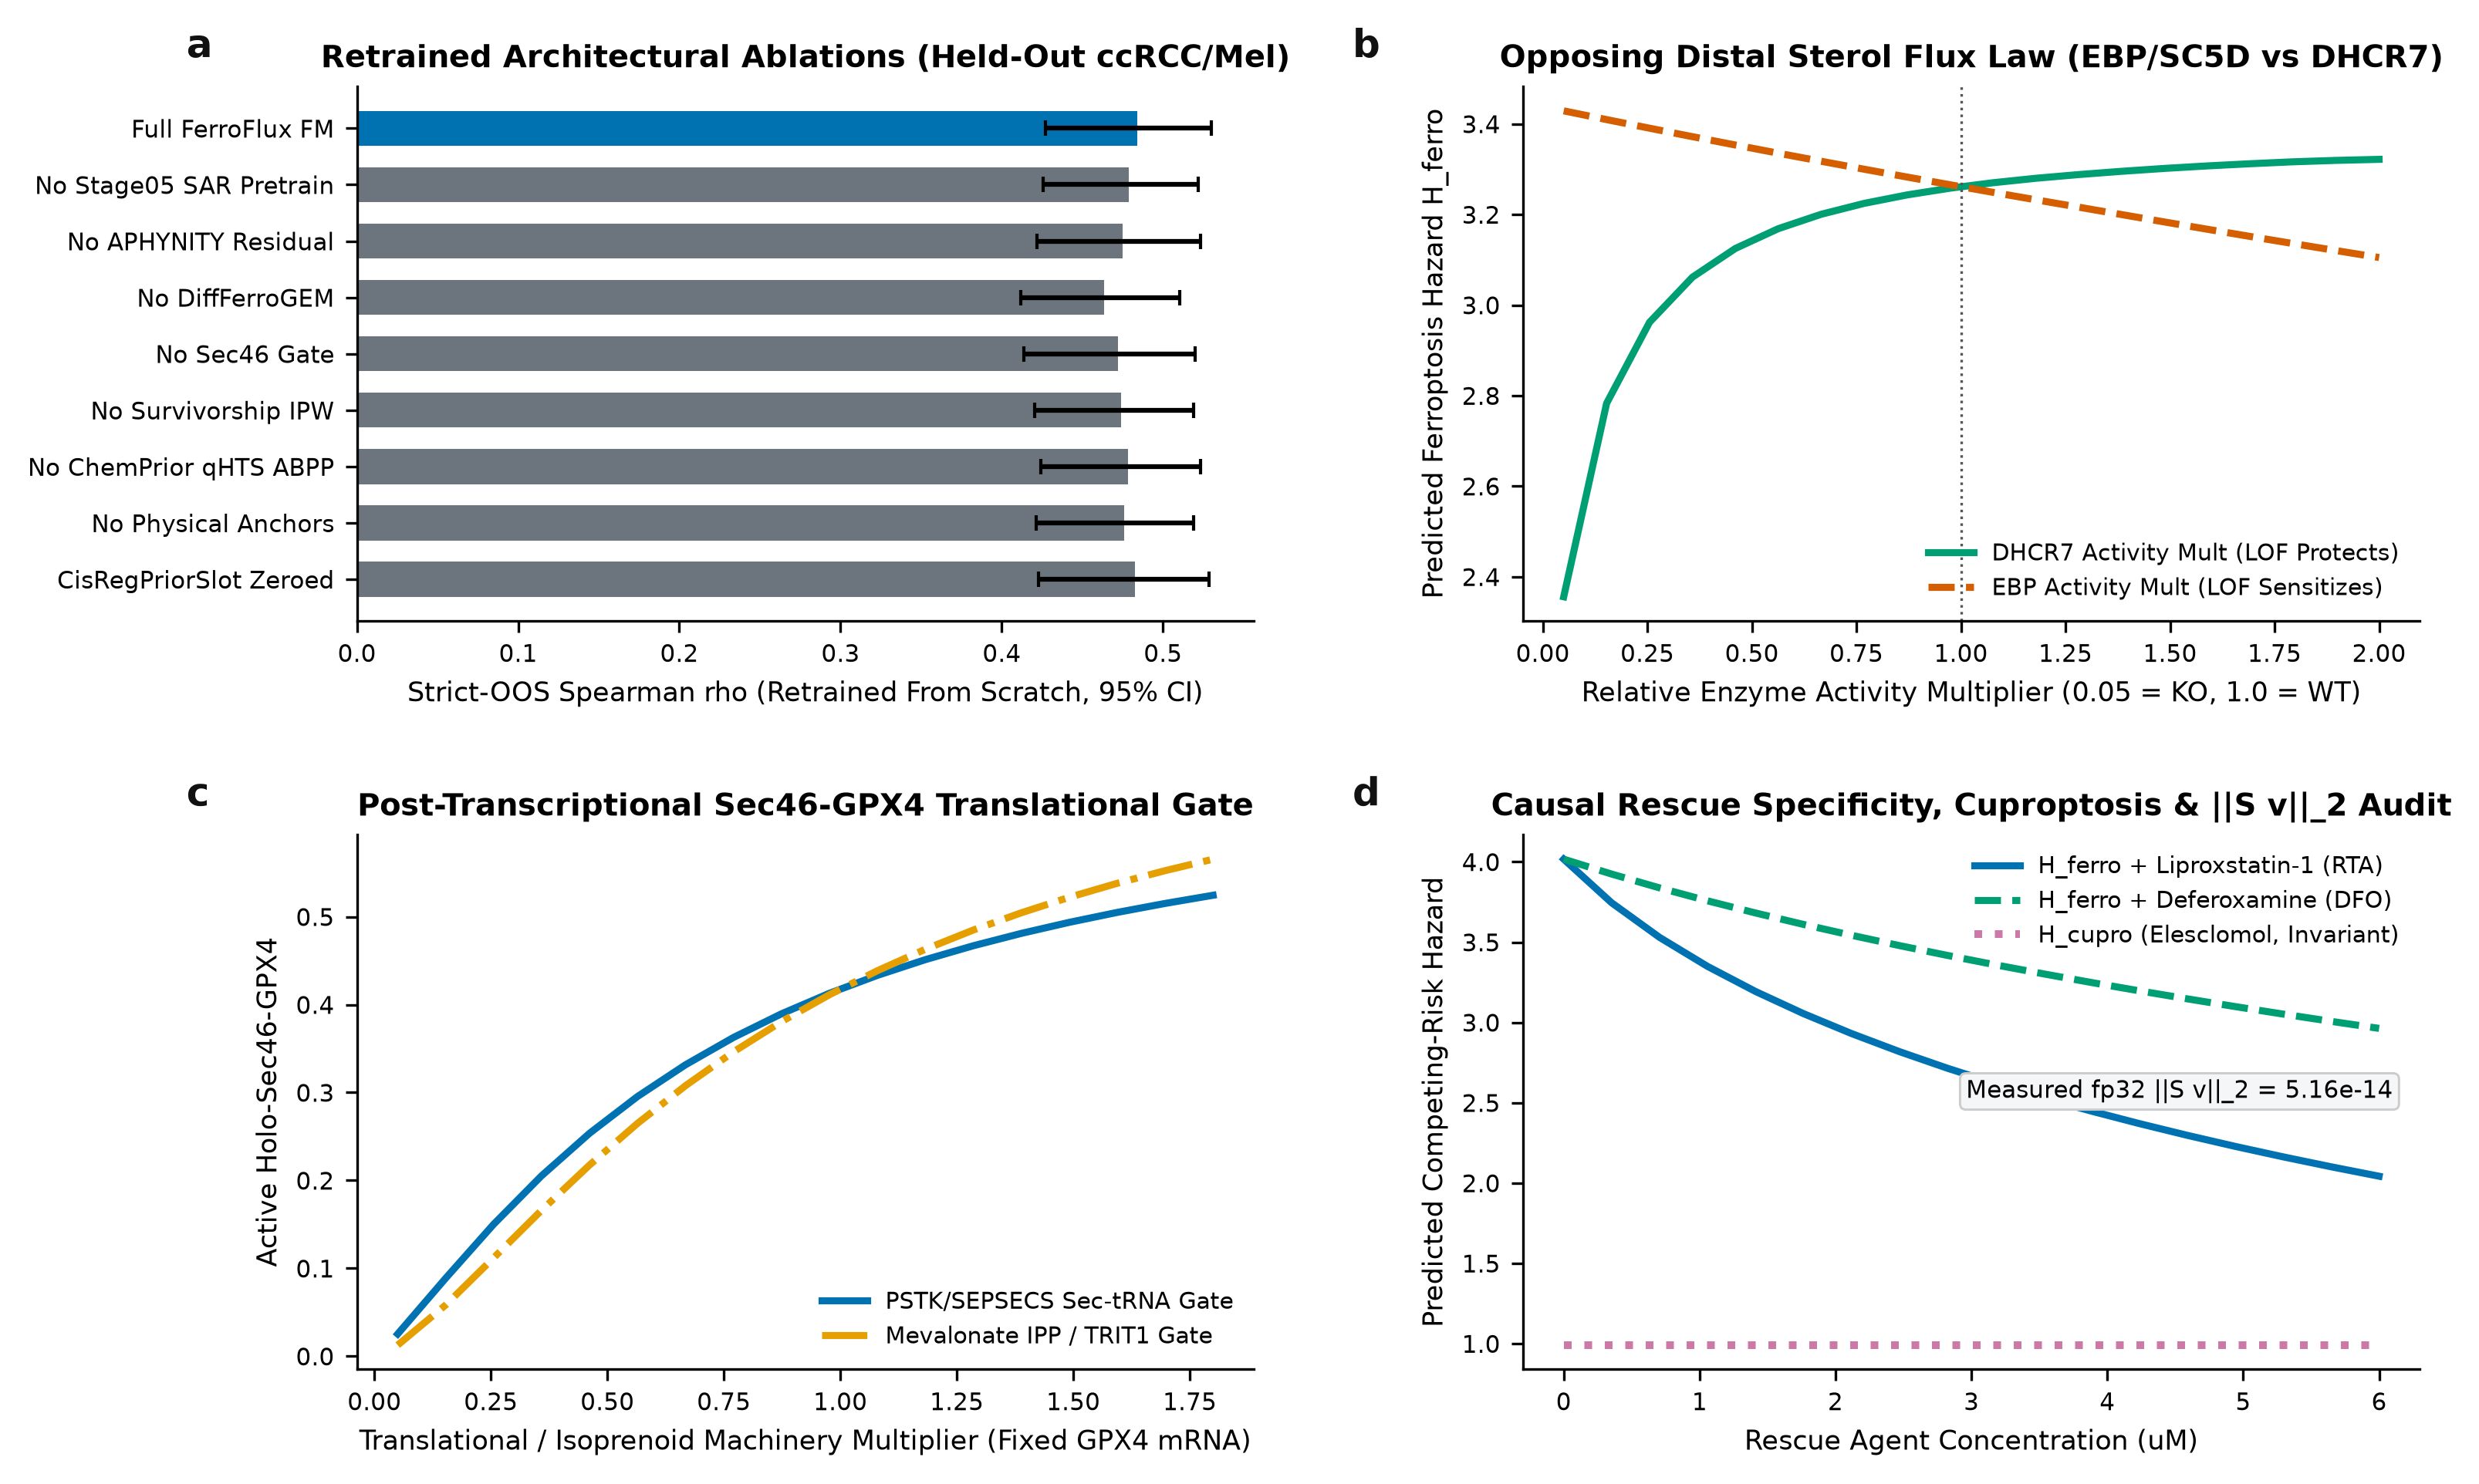 a
Retrained Architectural Ablations (Held-Out ccRCC/Mel)
Full FerroFlux FM
No Stage05 SAR Pretrain
No APHYNITY Residual
No DiffFerroGEM
No Sec46 Gate
No Survivorship IPW
No ChemPrior qHTS ABPP
No Physical Anchors
CisRegPriorSlot Zeroed
0.0 0.1 0.2 0.3 0.4 0.5
Strict-OOS Spearman rho (Retrained From Scratch, 95% CI)
b
Opposing Distal Sterol Flux Law (EBP/SC5D vs DHCR7)
Predicted Ferroptosis Hazard H_ferro
3.4
3.2
3.0
2.8
2.6
2.4
DHCR7 Activity Mult (LOF Protects)
EBP Activity Mult (LOF Sensitizes)
0.00 0.25 0.50 0.75 1.00 1.25 1.50 1.75 2.00
Relative Enzyme Activity Multiplier (0.05 = KO, 1.0 = WT)
c
Post-Transcriptional Sec46-GPX4 Translational Gate
Active Holo-Sec46-GPX4
0.5
0.4
0.3
0.2
0.1
0.0
PSTK/SEPSECS Sec-tRNA Gate
Mevalonate IPP / TRIT1 Gate
0.00 0.25 0.50 0.75 1.00 1.25 1.50 1.75
Translational / Isoprenoid Machinery Multiplier (Fixed GPX4 mRNA)
d
Causal Rescue Specificity, Cuproptosis & ||S v||_2 Audit
Predicted Competing-Risk Hazard
4.0
3.5
3.0
2.5
2.0
1.5
1.0
H_ferro + Liproxstatin-1 (RTA)
H_ferro + Deferoxamine (DFO)
H_cupro (Elesclomol, Invariant)
Measured fp32 ||S v||_2 = 5.16e-14
0 1 2 3 4 5 6
Rescue Agent Concentration (uM)